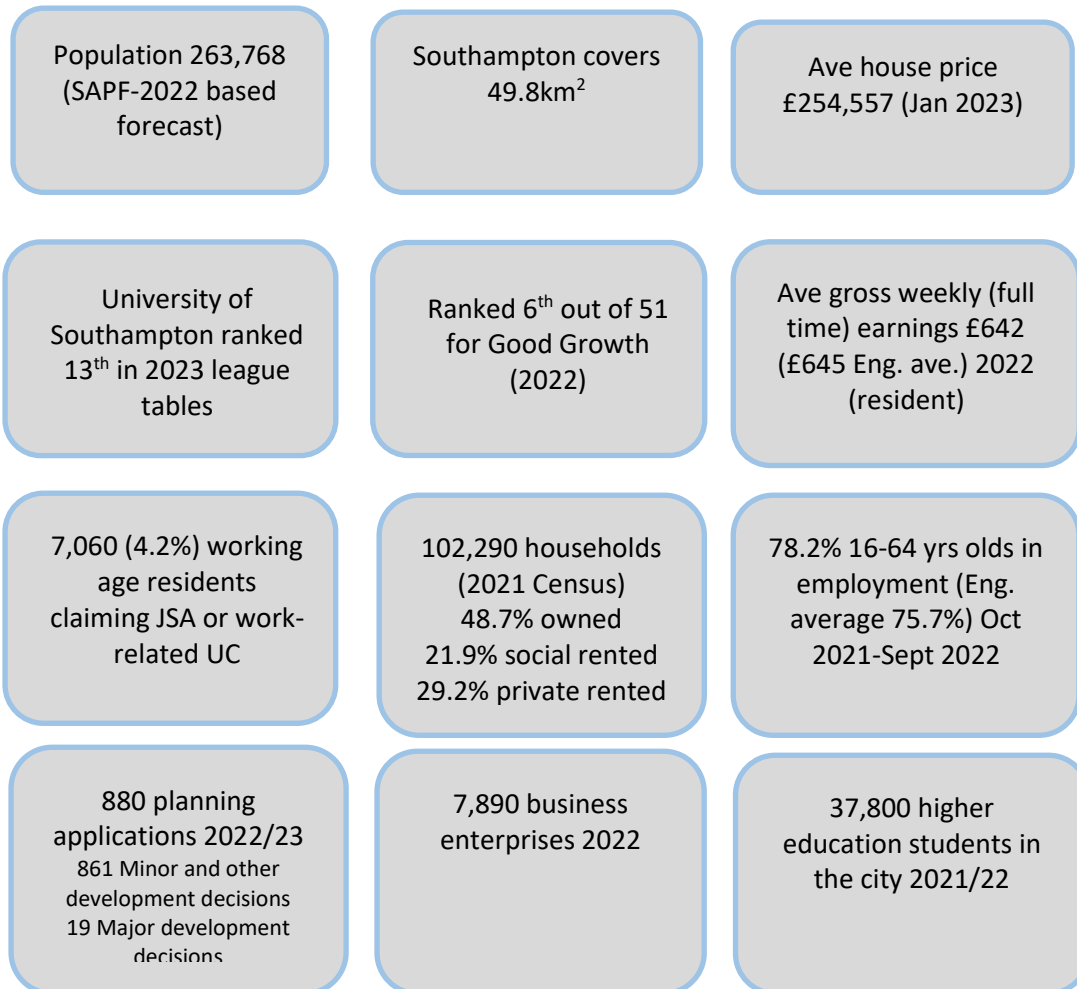 Population 263,768
(SAPF-2022 based
forecast)
Southampton covers
49.8km²
Ave house price
£254,557 (Jan 2023)
University of
Southampton ranked
13th in 2023 league
tables
Ranked 6th out of 51
for Good Growth
(2022)
Ave gross weekly (full
time) earnings £642
(£645 Eng. ave.) 2022
(resident)
7,060 (4.2%) working
age residents
claiming JSA or work-
related UC
102,290 households
(2021 Census)
48.7% owned
21.9% social rented
29.2% private rented
78.2% 16-64 yrs olds in
employment (Eng.
average 75.7%) Oct
2021-Sept 2022
880 planning
applications 2022/23
861 Minor and other
development decisions
19 Major development
decisions
7,890 business
enterprises 2022
37,800 higher
education students in
the city 2021/22